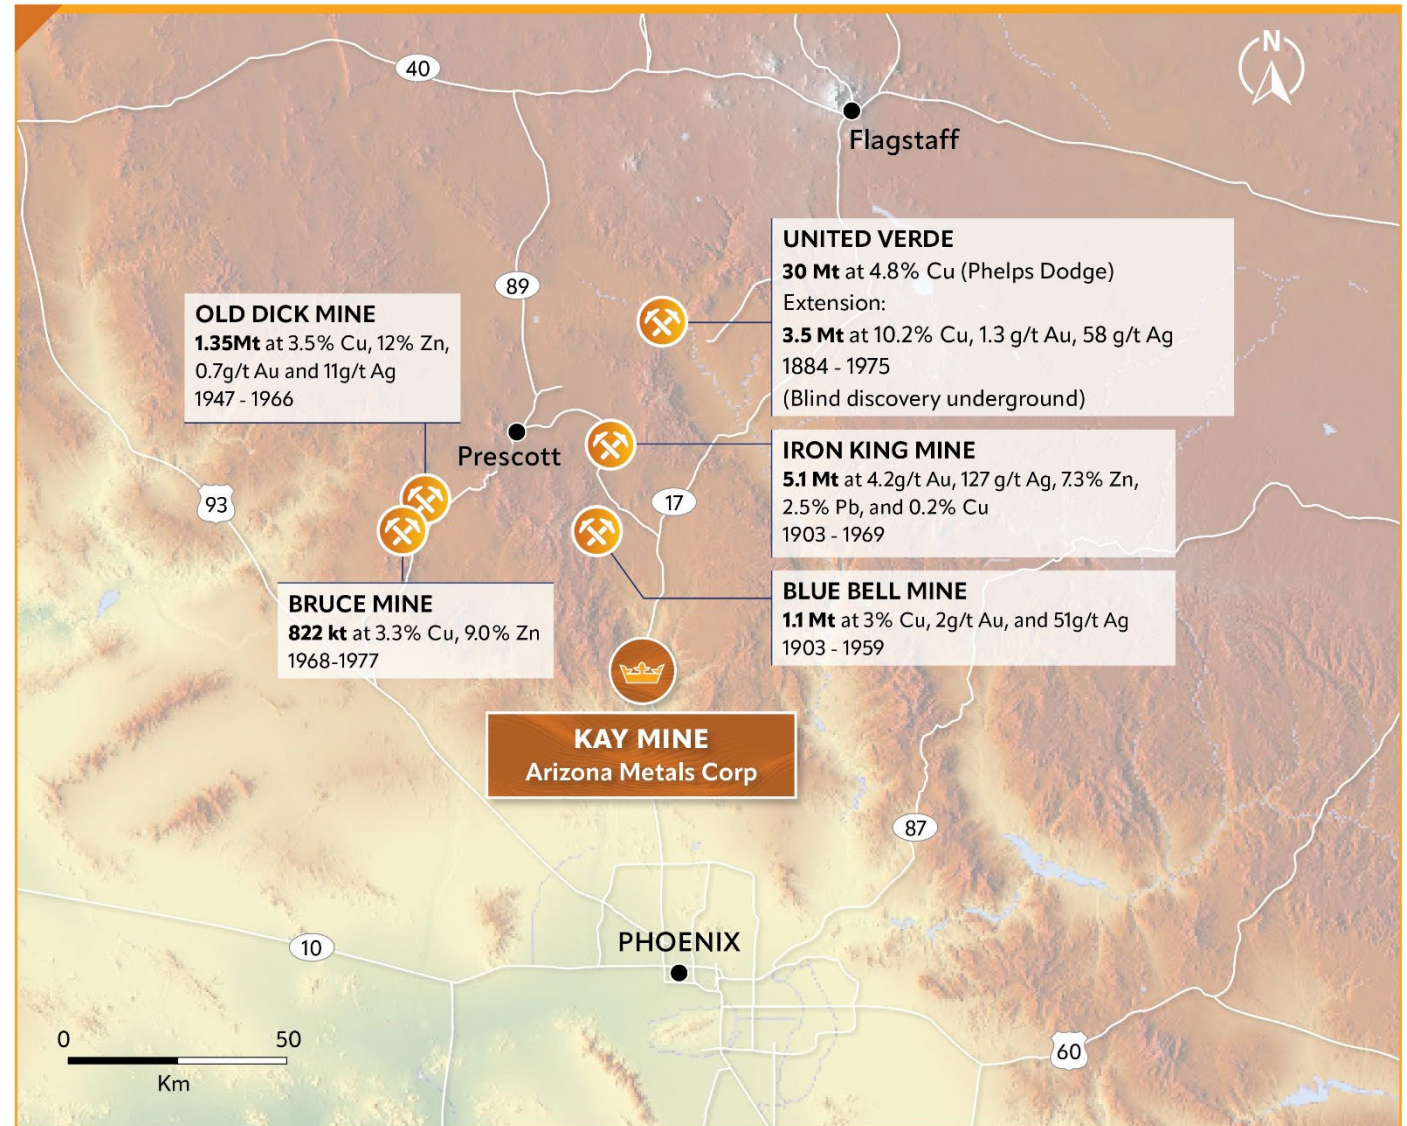 N
40
Flagstaff
UNITED VERDE
30 Mt at 4.8% Cu (Phelps Dodge)
Extension:
3.5 Mt at 10.2% Cu, 1.3 g/t Au, 58 g/t Ag
1884 - 1975
(Blind discovery underground)
89
OLD DICK MINE
1.35Mt at 3.5% Cu, 12% Zn,
0.7g/t Au and 11g/t Ag
1947 - 1966
Prescott
IRON KING MINE
5.1 Mt at 4.2g/t Au, 127 g/t Ag, 7.3% Zn,
2.5% Pb, and 0.2% Cu
1903 - 1969
93
17
BLUE BELL MINE
1.1 Mt at 3% Cu, 2g/t Au, and 51g/t Ag
1903 - 1959
BRUCE MINE
822 kt at 3.3% Cu, 9.0% Zn
1968-1977
KAY MINE
Arizona Metals Corp
87
PHOENIX
10
0 50
Km
60